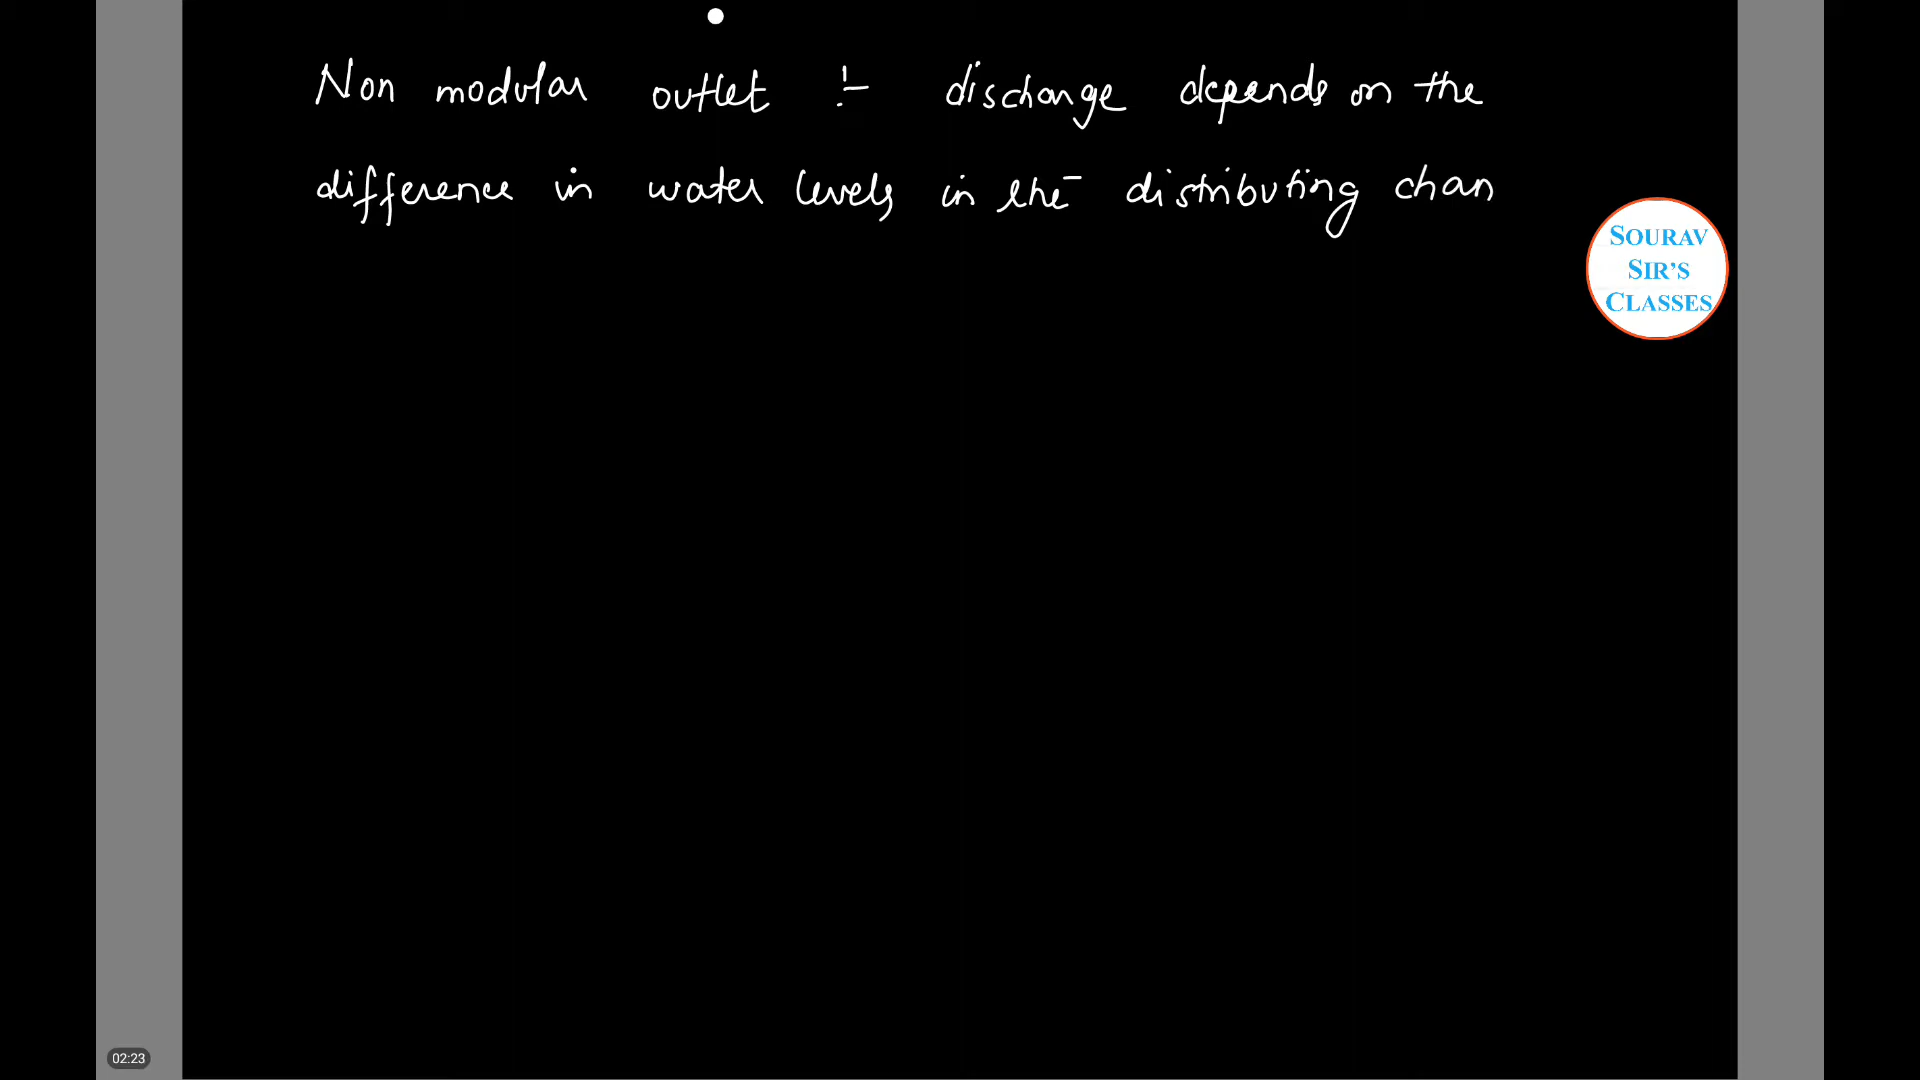 Non modular outlet :- discharge depends on the
difference in water levels in the distributing chan
SOURAV
SIR'S
CLASSES
02:23